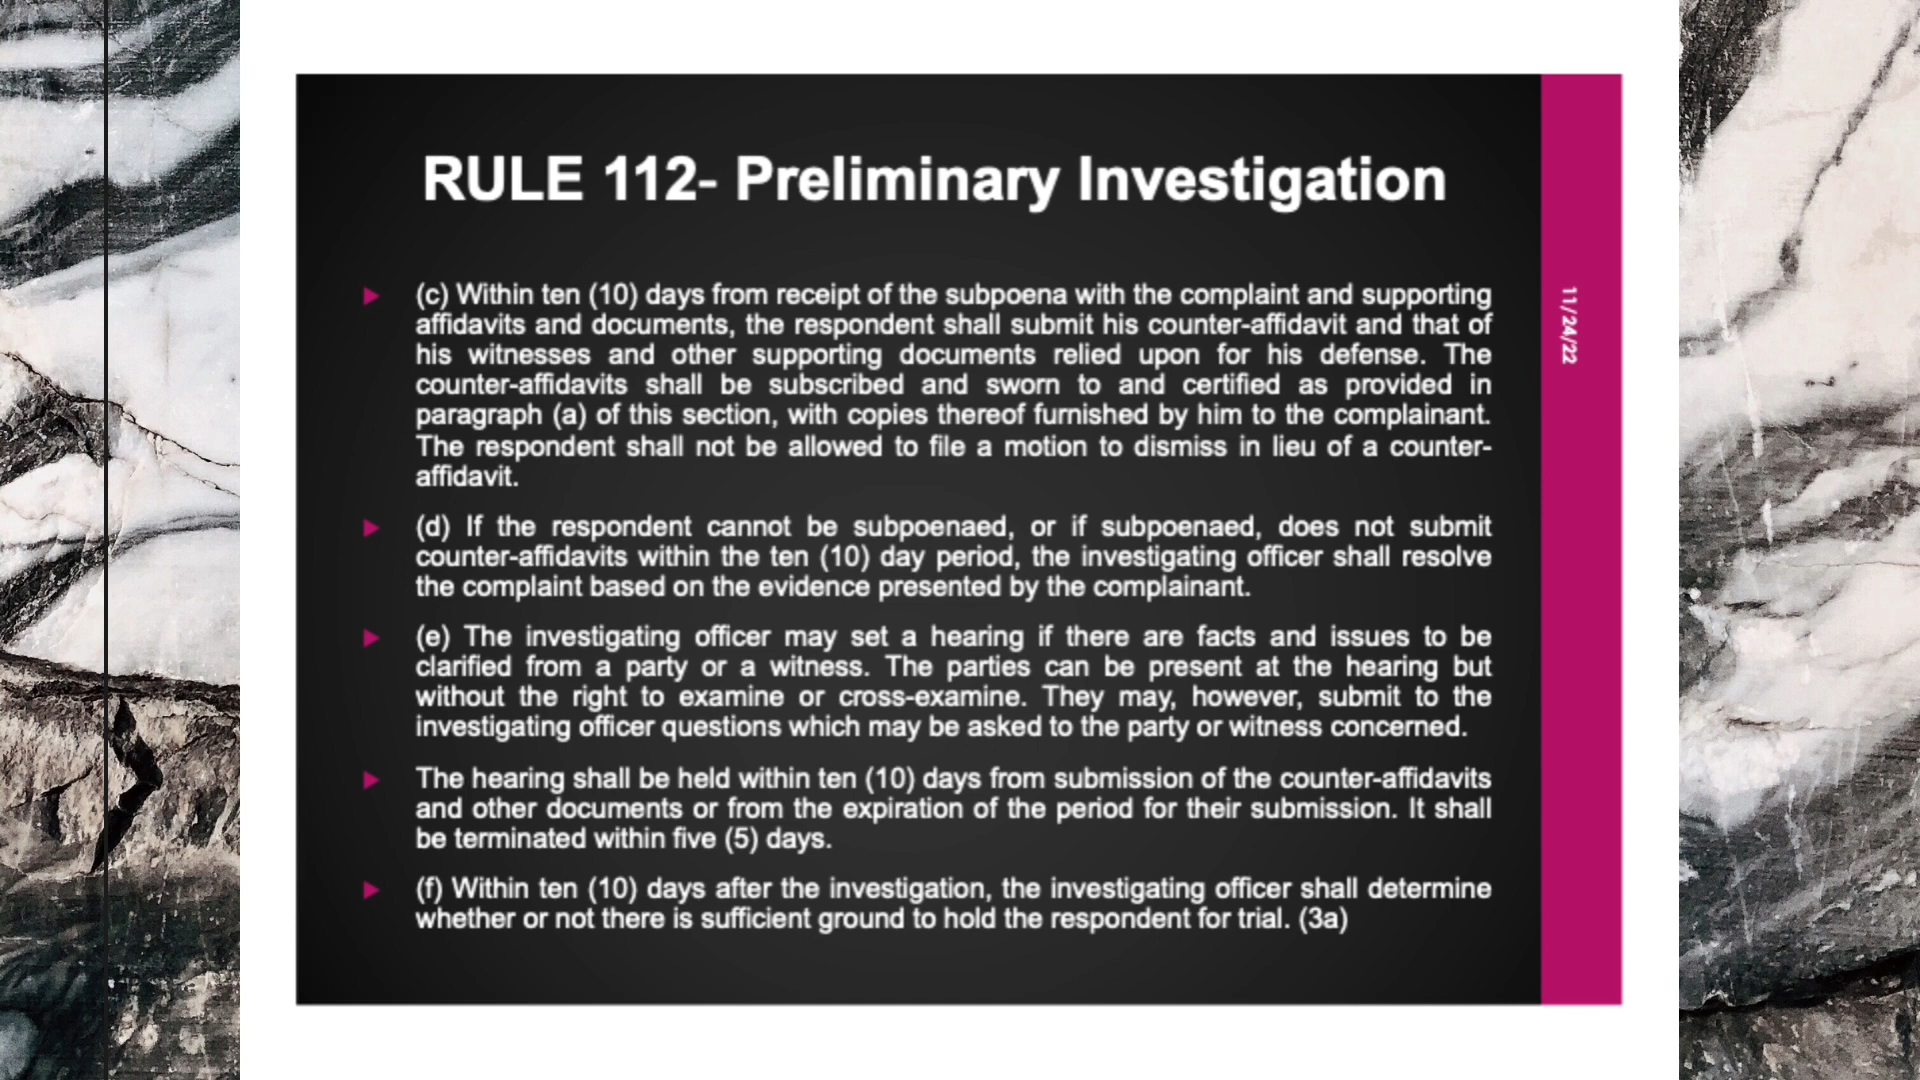 RULE 112- Preliminary Investigation
(c) Within ten (10) days from receipt of the subpoena with the complaint and supporting
affidavits and documents, the respondent shall submit his counter-affidavit and that of
his witnesses and other supporting documents relied upon for his defense. The
counter-affidavits shall be subscribed and sworn to and certified as provided in
paragraph (a) of this section, with copies thereof furnished by him to the complainant.
The respondent shall not be allowed to file a motion to dismiss in lieu of a counter-
affidavit.
(d) If the respondent cannot be subpoenaed, or if subpoenaed, does not submit
counter-affidavits within the ten (10) day period, the investigating officer shall resolve
the complaint based on the evidence presented by the complainant.
(e) The investigating officer may set a hearing if there are facts and issues to be
clarified from a party or a witness. The parties can be present at the hearing but
without the right to examine or cross-examine. They may, however, submit to the
investigating officer questions which may be asked to the party or witness concerned.
The hearing shall be held within ten (10) days from submission of the counter-affidavits
and other documents or from the expiration of the period for their submission. It shall
be terminated within five (5) days.
(f) Within ten (10) days after the investigation, the investigating officer shall determine
whether or not there is sufficient ground to hold the respondent for trial. (3a)
11/24/22